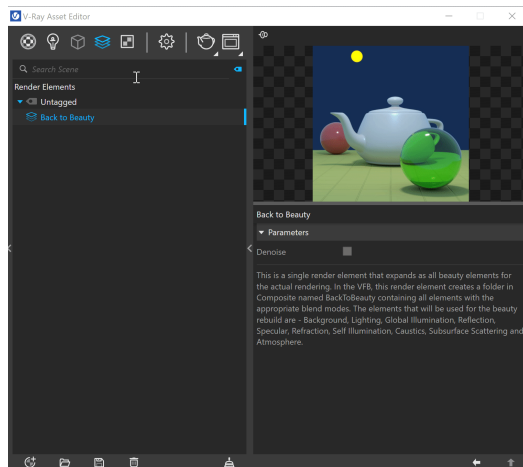 V-Ray Asset Editor
Search Scene
Render Elements
Untagged
Back to Beauty
Back to Beauty
Parameters
Denoise
This is a single render element that expands as all beauty elements for
the actual rendering. In the VFB, this render element creates a folder in
Composite named BackToBeauty containing all elements with the
appropriate blend modes. The elements that will be used for the beauty
rebuild are - Background, Lighting, Global Illumination, Reflection,
Specular, Refraction, Self Illumination, Caustics, Subsurface Scattering and
Atmosphere.